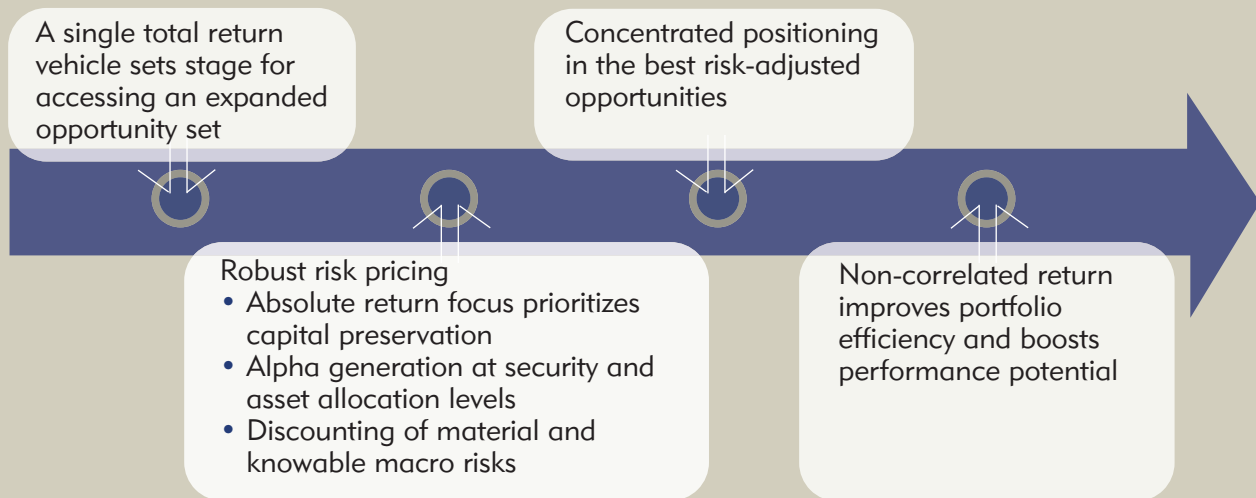 A single total return
vehicle sets stage for
accessing an expanded
opportunity set
Robust risk pricing
• Absolute return focus prioritizes
capital preservation
• Alpha generation at security and
asset allocation levels
• Discounting of material and
knowable macro risks
Concentrated positioning
in the best risk-adjusted
opportunities
Non-correlated return
improves portfolio
efficiency and boosts
performance potential